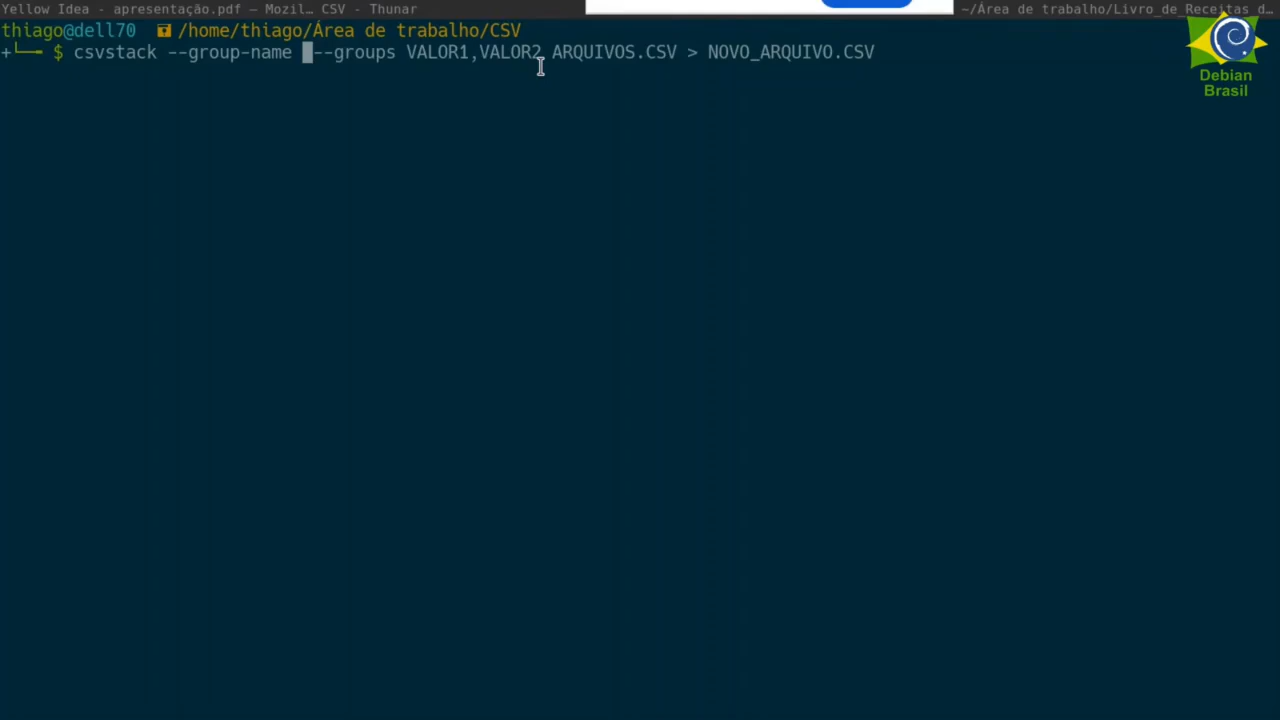 Yellow Idea - apresentação.pdf — Mozil… CSV - Thunar
~/Área de trabalho/Livro_de_Receitas d…
thiago@dell70 /home/thiago/Área de trabalho/CSV
+└─╼ $ csvstack --group-name --groups VALOR1,VALOR2 ARQUIVOS.CSV > NOVO_ARQUIVO.CSV
Debian
Brasil